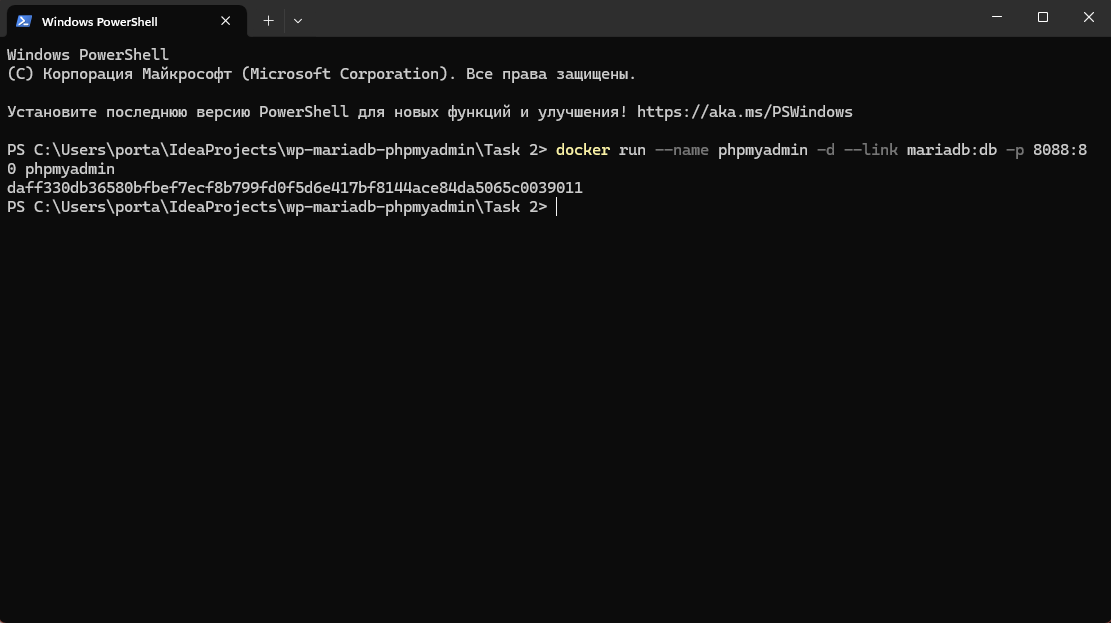 Windows PowerShell
Windows PowerShell
(C) Корпорация Майкрософт (Microsoft Corporation). Все права защищены.
Установите последнюю версию PowerShell для новых функций и улучшения! https://aka.ms/PSWindows
PS C:\Users\porta\IdeaProjects\wp-mariadb-phpmyadmin\Task 2> docker run --name phpmyadmin -d --link mariadb:db -p 8088:8
0 phpmyadmin
daff330db36580bfbef7ecf8b799fd0f5d6e417bf8144ace84da5065c0039011
PS C:\Users\porta\IdeaProjects\wp-mariadb-phpmyadmin\Task 2>